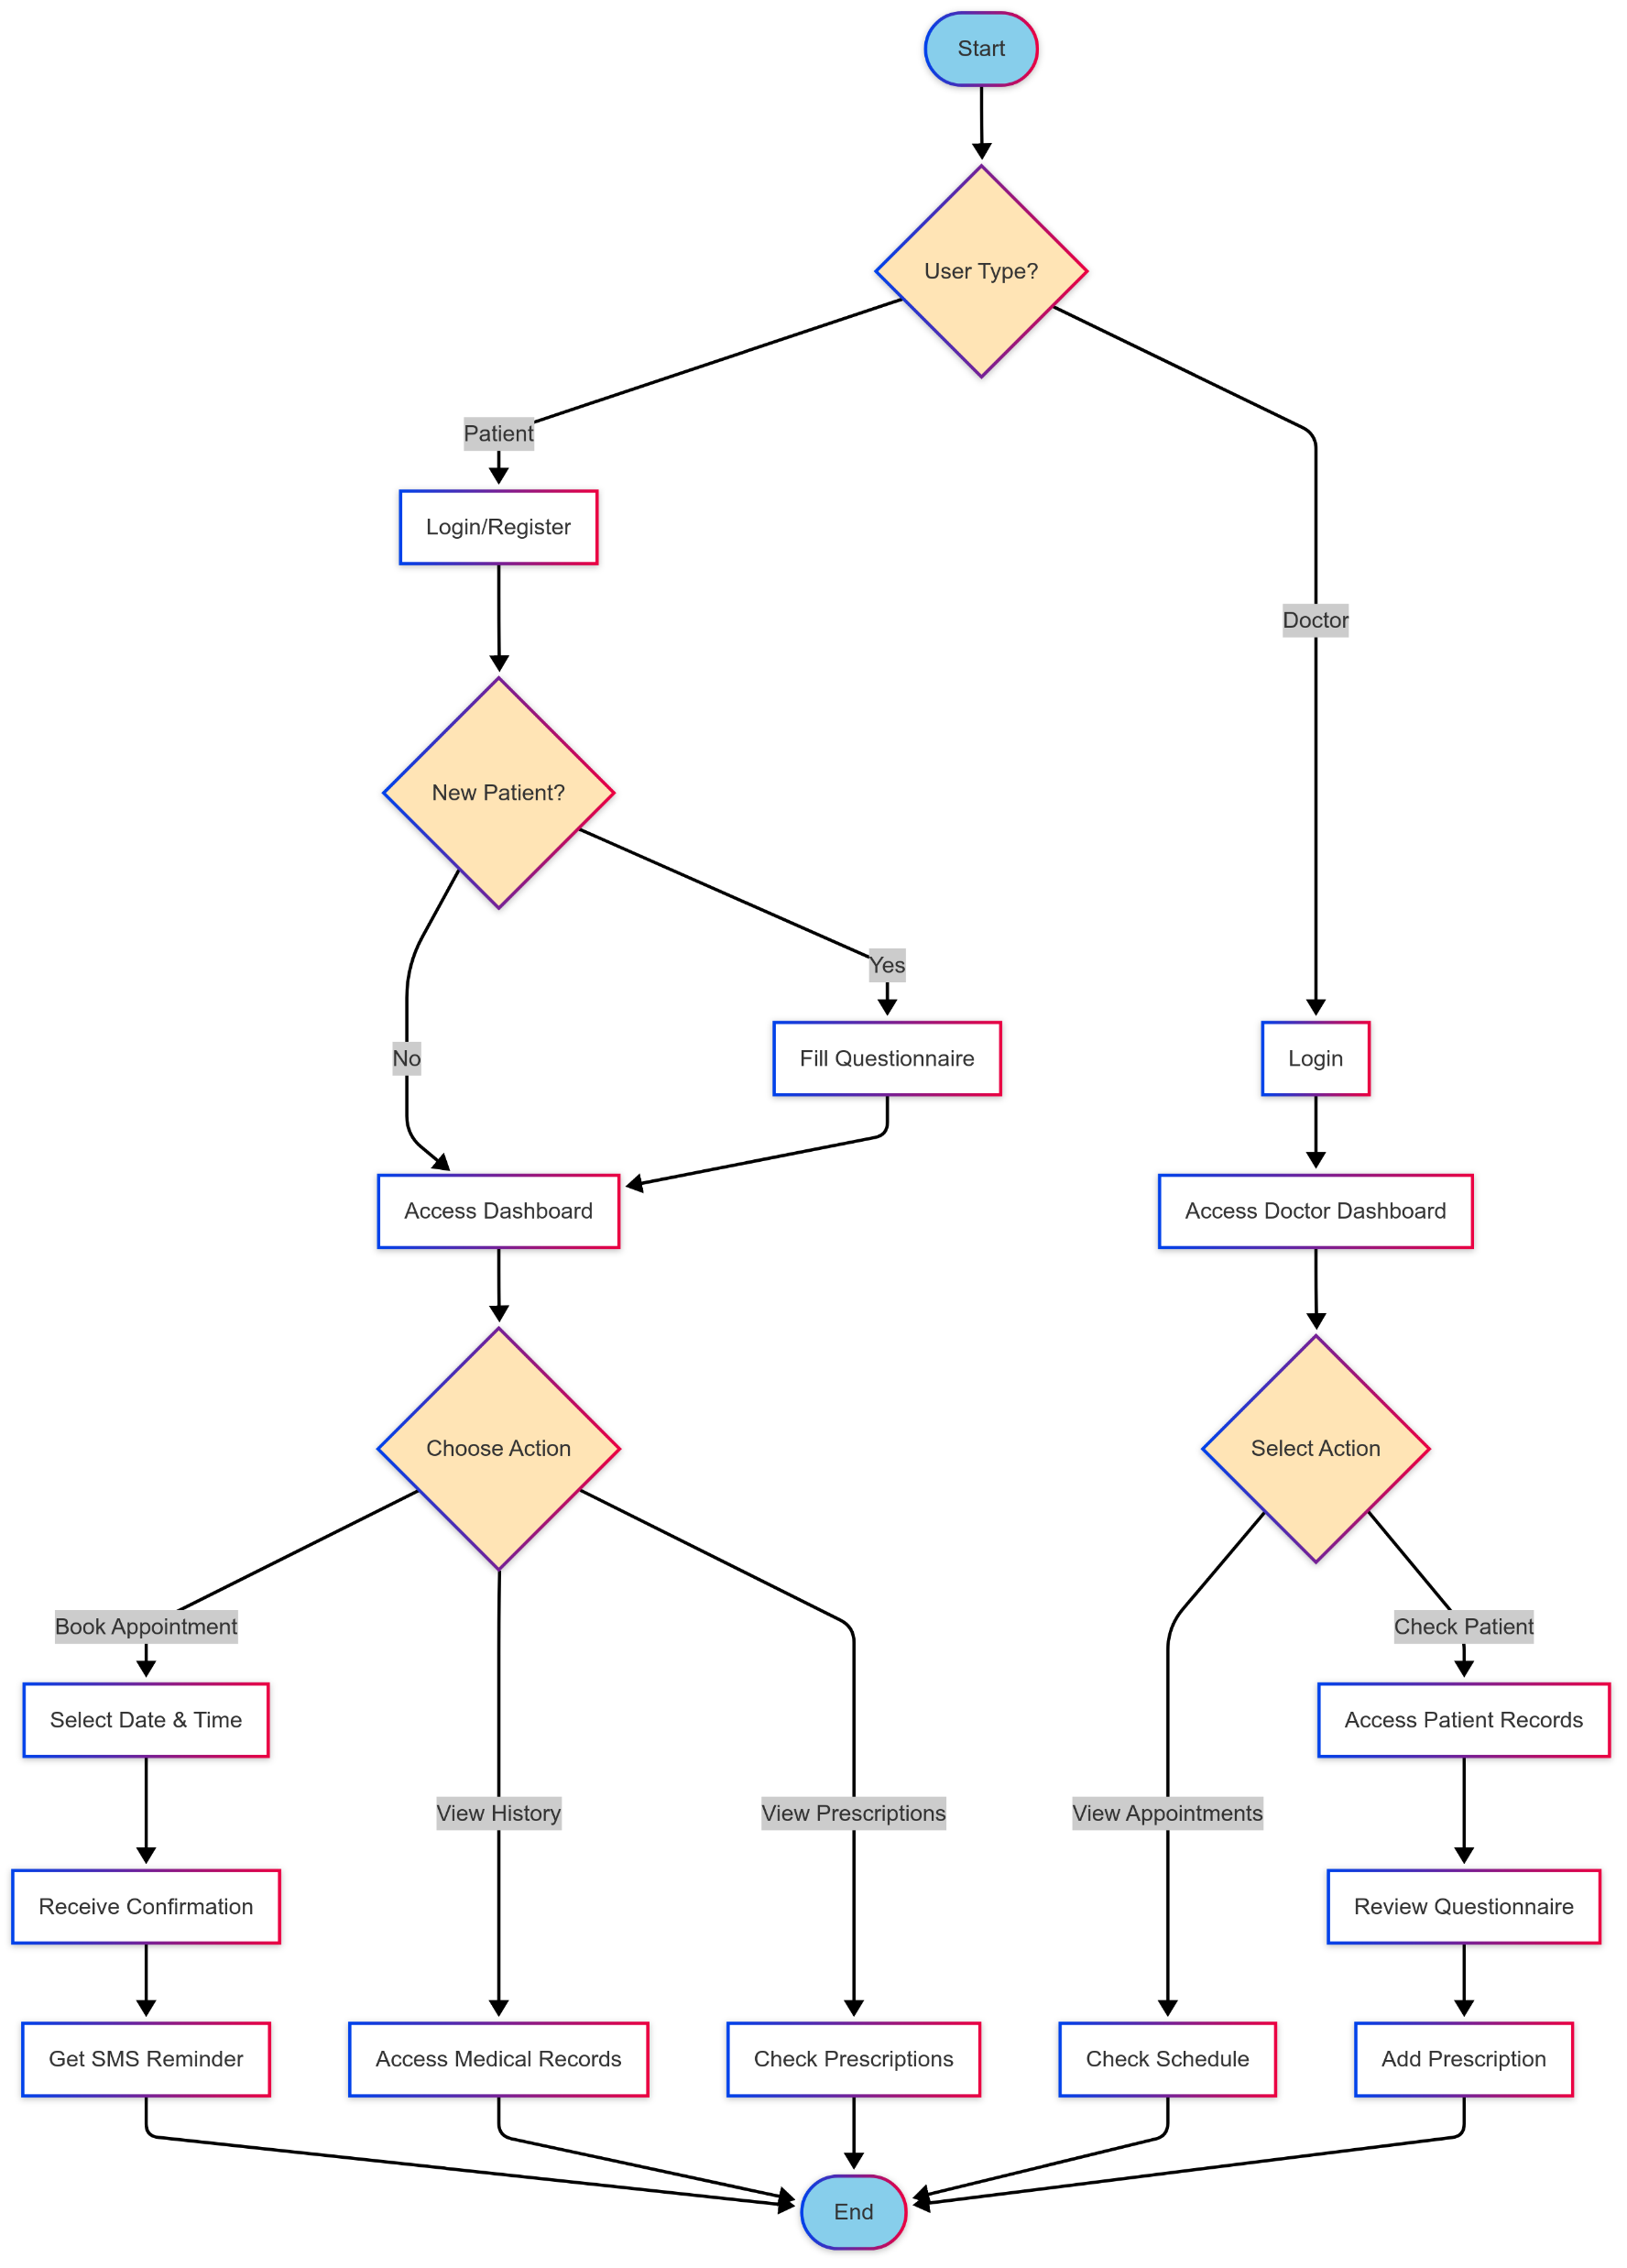 Start
User Type?
Patient
Login/Register
Doctor
New Patient?
Yes
No
Fill Questionnaire
Login
Access Dashboard
Access Doctor Dashboard
Choose Action
Select Action
Book Appointment
Check Patient
Select Date & Time
Access Patient Records
View History
View Prescriptions
View Appointments
Receive Confirmation
Review Questionnaire
Get SMS Reminder
Access Medical Records
Check Prescriptions
Check Schedule
Add Prescription
End